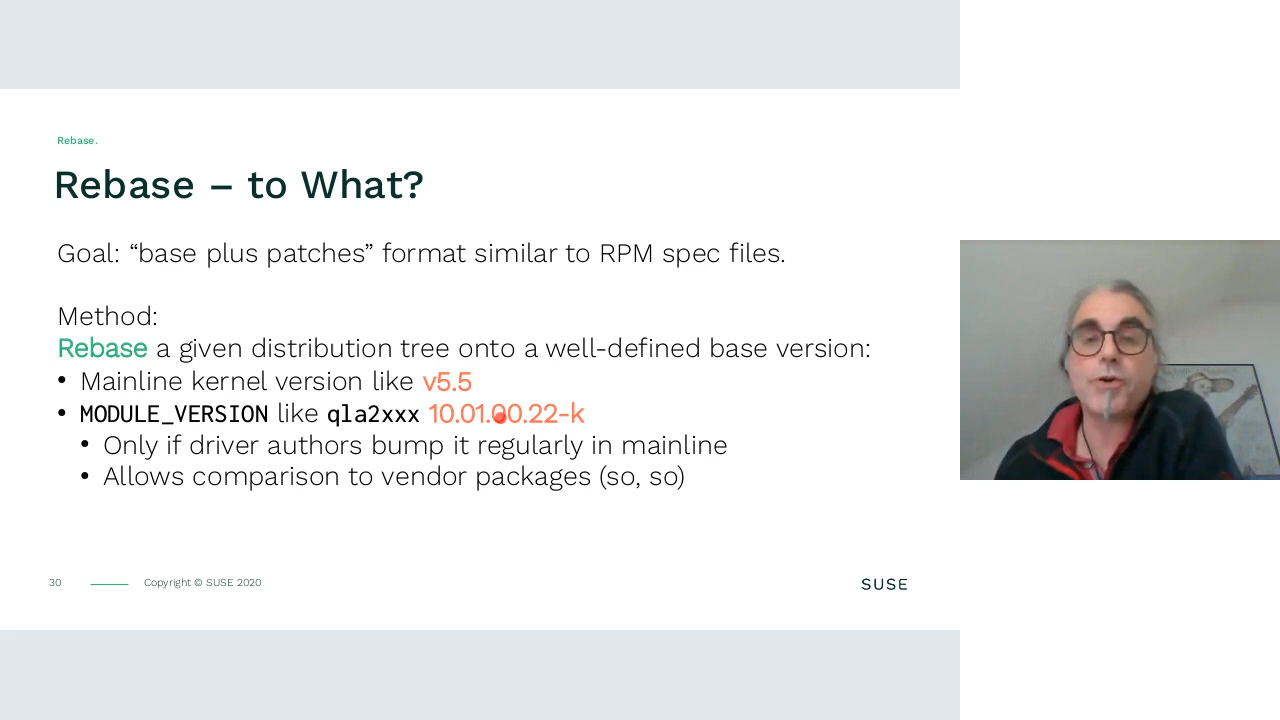 Rebase.
Rebase – to What?
Goal: “base plus patches” format similar to RPM spec files.
Method:
Rebase a given distribution tree onto a well-defined base version:
• Mainline kernel version like v5.5
• MODULE_VERSION like qla2xxx 10.01.00.22-k
• Only if driver authors bump it regularly in mainline
• Allows comparison to vendor packages (so, so)
30 Copyright © SUSE 2020 SUSE